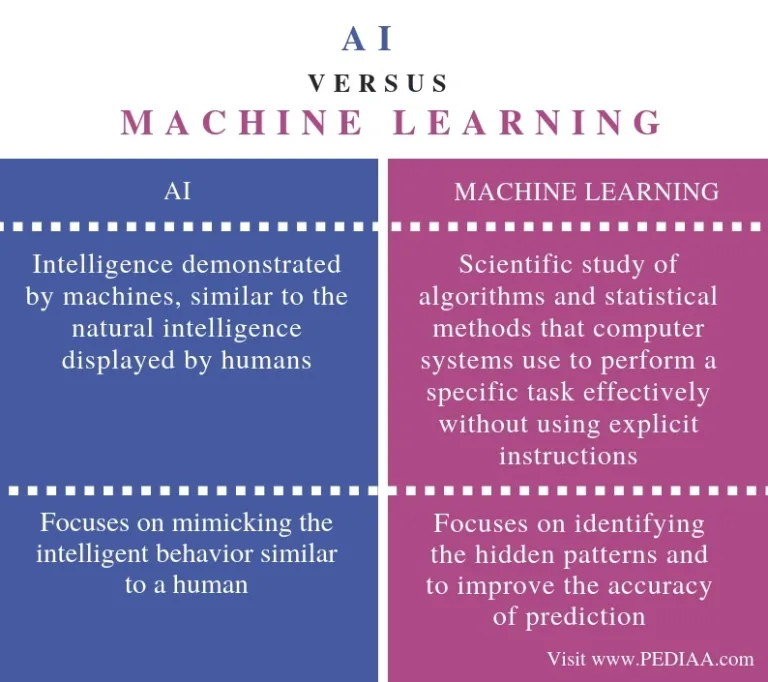 AI
VERSUS
MACHINE LEARNING
AI
MACHINE LEARNING
Intelligence demonstrated
by machines, similar to the
natural intelligence
displayed by humans
Scientific study of
algorithms and statistical
methods that computer
systems use to perform a
specific task effectively
without using explicit
instructions
Focuses on mimicking the
intelligent behavior similar
to a human
Focuses on identifying
the hidden patterns and
to improve the accuracy
of prediction
Visit www.PEDIAA.com